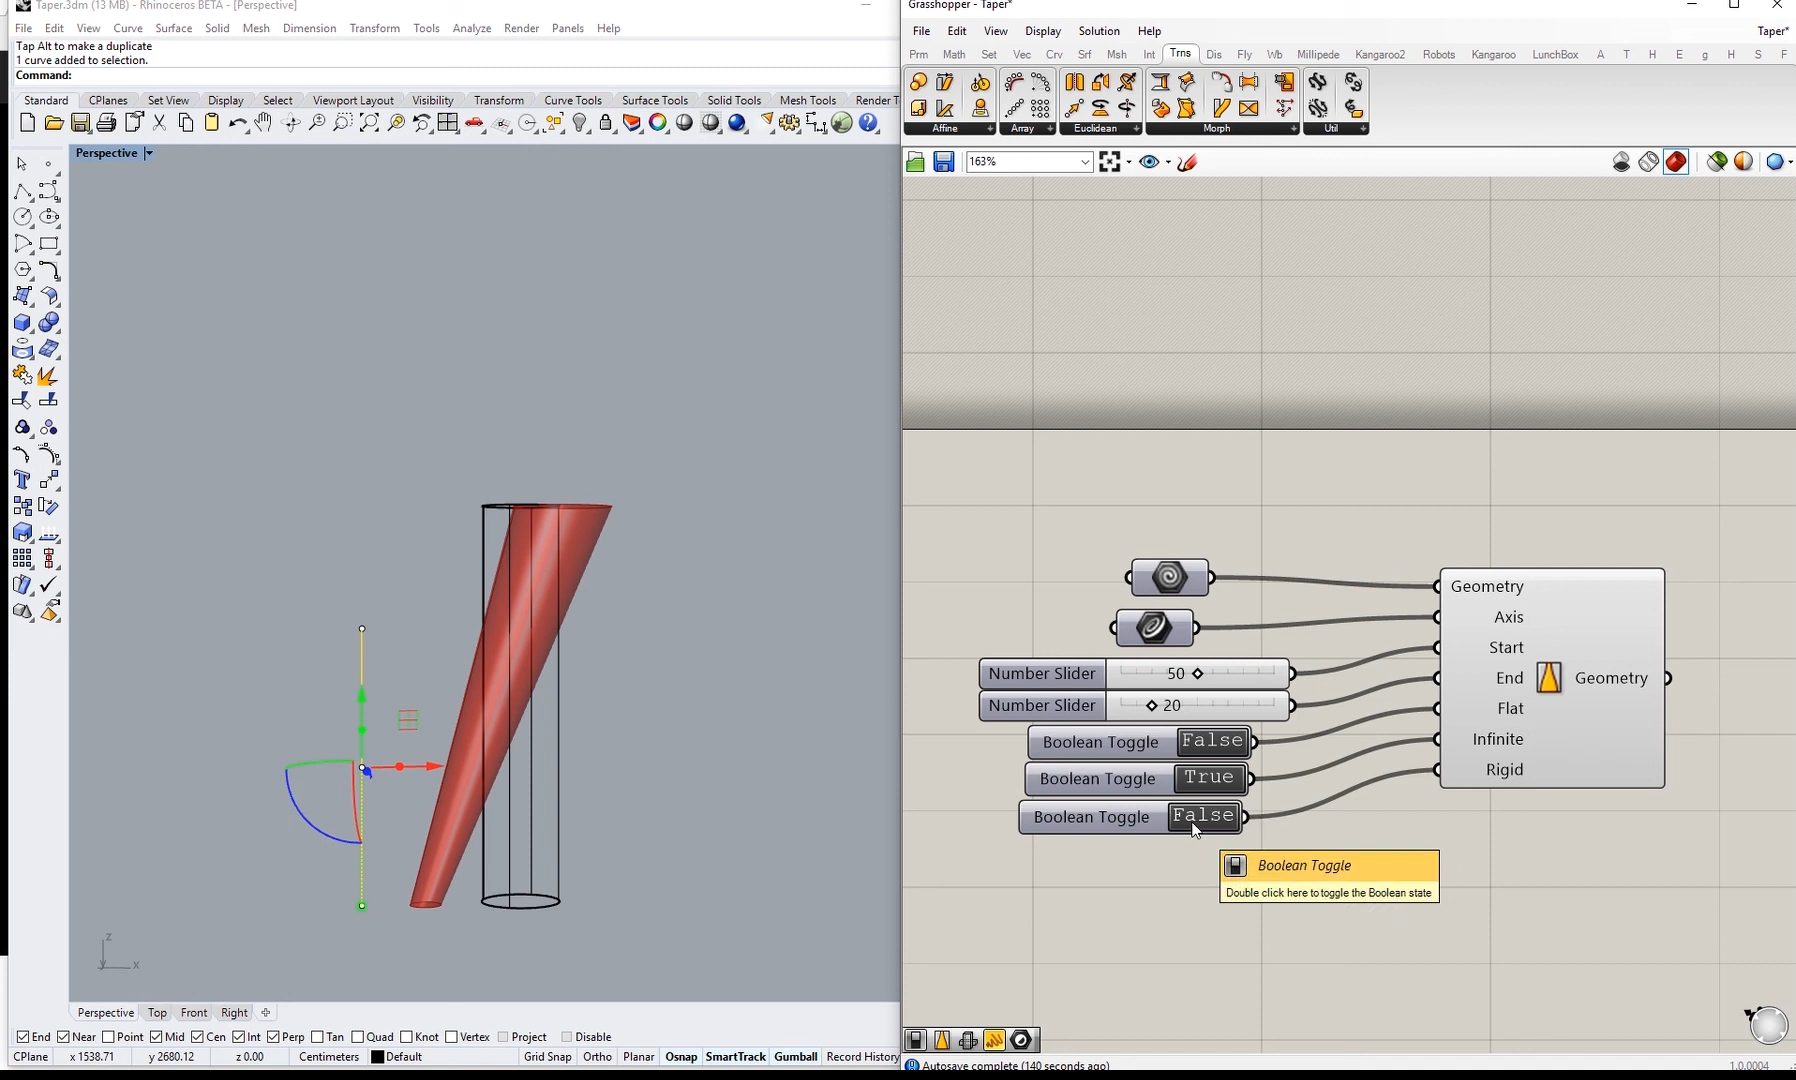 Taper.3dm (13 MB) - Rhinoceros BETA - [Perspective]
File Edit View Curve Surface Solid Mesh Dimension Transform Tools Analyze Render Panels Help
Tap Alt to make a duplicate
1 curve added to selection.
Command:
Standard CPlanes Set View Display Select Viewport Layout Visibility Transform Curve Tools Surface Tools Solid Tools Mesh Tools Render T
Perspective
z
x
Perspective Top Front Right
End Near Point Mid Cen Int Perp Tan Quad Knot Vertex Project Disable
CPlane x 1538.71 y 2680.12 z 0.00 Centimeters Default Grid Snap Ortho Planar Osnap SmartTrack Gumball Record History
Grasshopper - Taper*
File Edit View Display Solution Help Taper*
Prm Math Set Vec Crv Srf Msh Int Trns Dis Fly Wb Millipede Kangaroo2 Robots Kangaroo LunchBox A T H E g H S F
Affine Array Euclidean Morph Util
163%
Geometry
Axis
Start
End
Flat
Infinite
Rigid
Geometry
Number Slider 50
Number Slider 20
Boolean Toggle False
Boolean Toggle True
Boolean Toggle False
Boolean Toggle
Double click here to toggle the Boolean state
Autosave complete (140 seconds ago)
1.0.0004